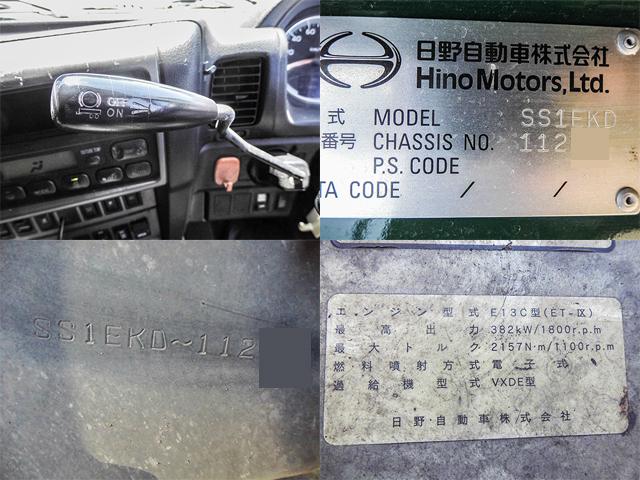 OFF
ON
日野自動車株式会社
Hino Motors, Ltd.
式 MODEL SS1EKD
番号 CHASSIS NO. 112
P.S. CODE
TA CODE / /
SS1EKD~112
エンジン型式 E13C型(ET-Ⅸ)
最高出力 382kW/1800r.p.m
最大トルク 2157N·m/1100r.p.m
燃料噴射方式 電子式
過給機型式 VXDE型
日野自動車株式会社